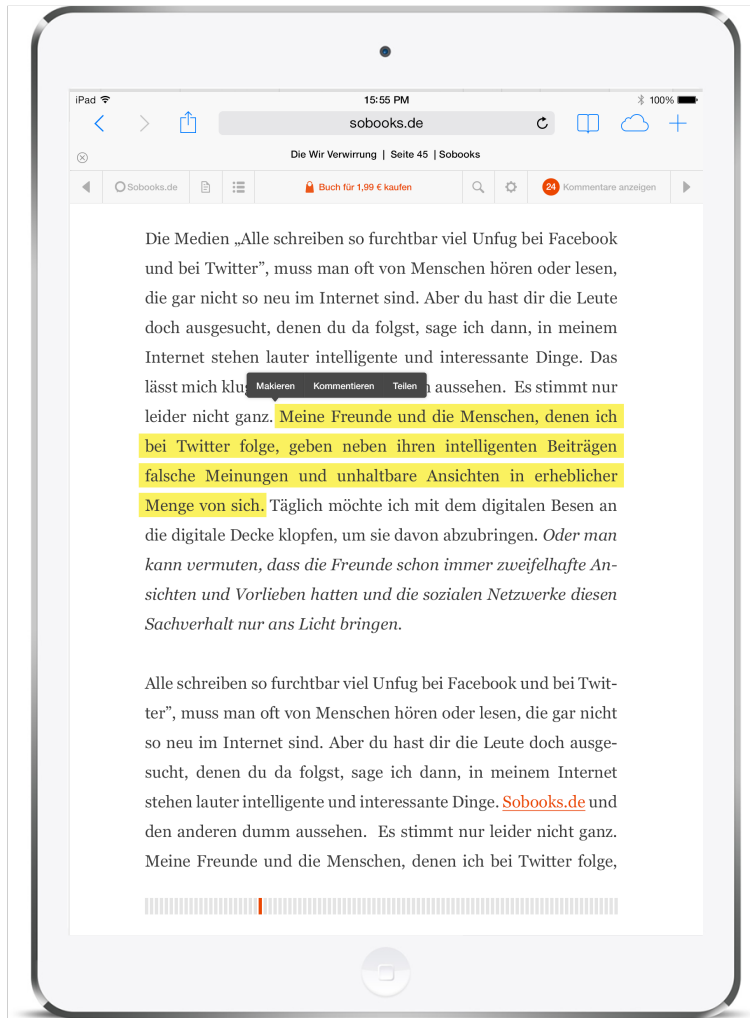 iPad
15:55 PM
100%
sobooks.de
Die Wir Verwirrung | Seite 45 | Sobooks
Sobooks.de
Buch für 1,99 € kaufen
24 Kommentare anzeigen
Die Medien „Alle schreiben so furchtbar viel Unfug bei Facebook
und bei Twitter”, muss man oft von Menschen hören oder lesen,
die gar nicht so neu im Internet sind. Aber du hast dir die Leute
doch ausgesucht, denen du da folgst, sage ich dann, in meinem
Internet stehen lauter intelligente und interessante Dinge. Das
Makieren Kommentieren Teilen
lässt mich aussehen. Es stimmt nur
leider nicht ganz. Meine Freunde und die Menschen, denen ich
bei Twitter folge, geben neben ihren intelligenten Beiträgen
falsche Meinungen und unhaltbare Ansichten in erheblicher
Menge von sich. Täglich möchte ich mit dem digitalen Besen an
die digitale Decke klopfen, um sie davon abzubringen. Oder man
kann vermuten, dass die Freunde schon immer zweifelhafte An-
sichten und Vorlieben hatten und die sozialen Netzwerke diesen
Sachverhalt nur ans Licht bringen.
Alle schreiben so furchtbar viel Unfug bei Facebook und bei Twit-
ter”, muss man oft von Menschen hören oder lesen, die gar nicht
so neu im Internet sind. Aber du hast dir die Leute doch ausge-
sucht, denen du da folgst, sage ich dann, in meinem Internet
stehen lauter intelligente und interessante Dinge. Sobooks.de und
den anderen dumm aussehen. Es stimmt nur leider nicht ganz.
Meine Freunde und die Menschen, denen ich bei Twitter folge,